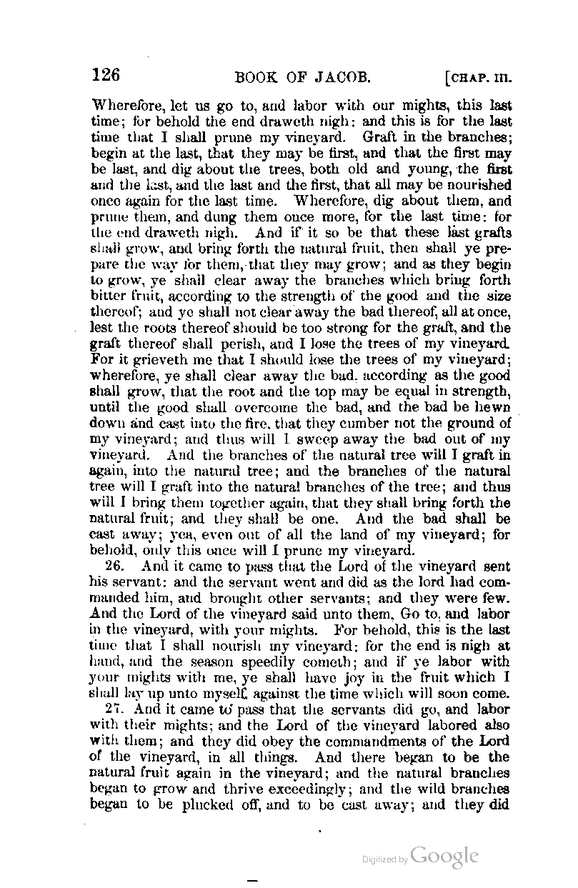 126 BOOK OF JACOB. [CHAP. III.
Wherefore, let us go to, and labor with our mights, this last
time; for behold the end draweth nigh: and this is for the last
time that I shall prune my vineyard. Graft in the branches;
begin at the last, that they may be first, and that the first may
be last, and dig about the trees, both old and young, the first
and the last, and the last and the first, that all may be nourished
once again for the last time. Wherefore, dig about them, and
prune them, and dung them once more, for the last time: for
the end draweth nigh. And if it so be that these last grafts
shall grow, and bring forth the natural fruit, then shall ye pre-
pare the way for them, that they may grow; and as they begin
to grow, ye shall clear away the branches which bring forth
bitter fruit, according to the strength of the good and the size
thereof; and ye shall not clear away the bad thereof, all at once,
lest the roots thereof should be too strong for the graft, and the
graft thereof shall perish, and I lose the trees of my vineyard.
For it grieveth me that I should lose the trees of my vineyard;
wherefore, ye shall clear away the bad, according as the good
shall grow, that the root and the top may be equal in strength,
until the good shall overcome the bad, and the bad be hewn
down and cast into the fire, that they cumber not the ground of
my vineyard; and thus will I sweep away the bad out of my
vineyard. And the branches of the natural tree will I graft in
again, into the natural tree; and the branches of the natural
tree will I graft into the natural branches of the tree; and thus
will I bring them together again, that they shall bring forth the
natural fruit; and they shall be one. And the bad shall be
cast away; yea, even out of all the land of my vineyard; for
behold, only this once will I prune my vineyard.
26. And it came to pass that the Lord of the vineyard sent
his servant: and the servant went and did as the lord had com-
manded him, and brought other servants; and they were few.
And the Lord of the vineyard said unto them, Go to, and labor
in the vineyard, with your mights. For behold, this is the last
time that I shall nourish my vineyard: for the end is nigh at
hand, and the season speedily cometh; and if ye labor with
your mights with me, ye shall have joy in the fruit which I
shall lay up unto myself, against the time which will soon come.
27. And it came to pass that the servants did go, and labor
with their mights; and the Lord of the vineyard labored also
with them; and they did obey the commandments of the Lord
of the vineyard, in all things. And there began to be the
natural fruit again in the vineyard; and the natural branches
began to grow and thrive exceedingly; and the wild branches
began to be plucked off, and to be cast away; and they did
Digitized by Google